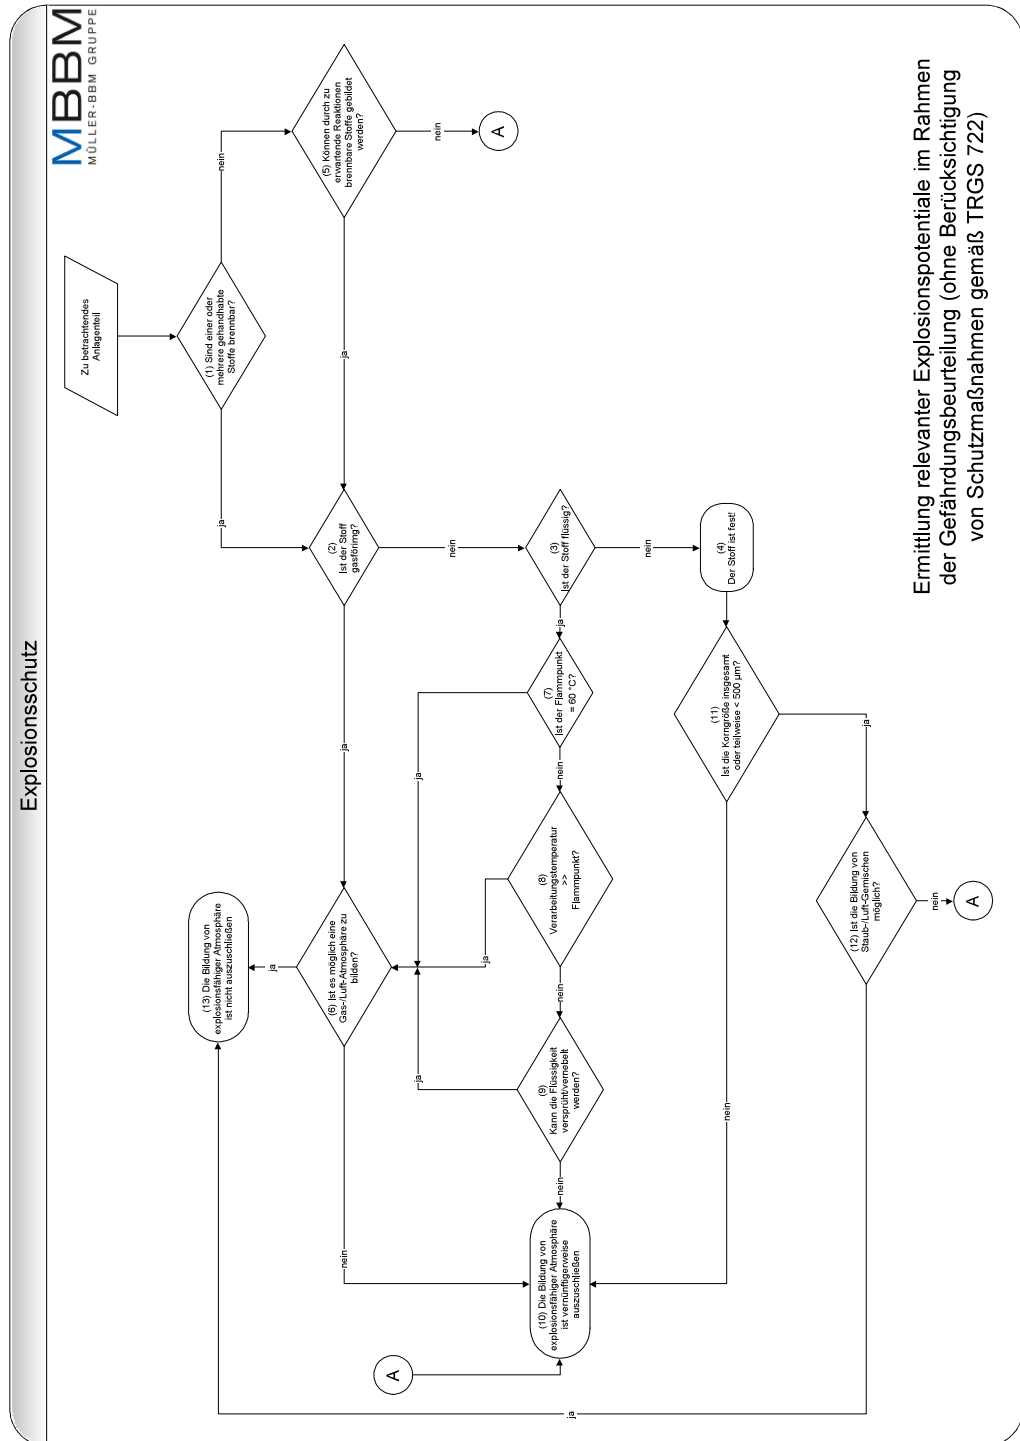 Explosionsschutz
MBBM
MÜLLER-BBM GRUPPE
Zu betrachtendes
Anlagenteil
(1) Sind einer oder
mehrere gehandhabte
Stoffe brennbar?
nein
ja
(5) Können durch zu
erwartende Reaktionen
brennbare Stoffe gebildet
werden?
nein
A
ja
(2)
Ist der Stoff
gasförimg?
nein
ja
(3)
Ist der Stoff flüssig?
nein
ja
(4)
Der Stoff ist fest!
(7)
Ist der Flammpunkt
= 60 °C?
ja
nein
(11)
Ist die Korngröße insgesamt
oder teilweise < 500 µm?
ja
nein
(8)
Verarbeitungstemperatur
>>
Flammpunkt?
ja
nein
(12) Ist die Bildung von
Staub-/Luft-Gemischen
möglich?
nein
A
ja
(13) Die Bildung von
explosionsfähiger Atmosphäre
ist nicht auszuschließen
ja
(6) Ist es möglich eine
Gas-/Luft-Atmosphäre zu
bilden?
nein
(9)
Kann die Flüssigkeit
versprüht/vernebelt
werden?
ja
nein
(10) Die Bildung von
explosionsfähiger Atmosphäre
ist vernünftigerweise
auszuschließen
A
Ermittlung relevanter Explosionspotentiale im Rahmen
der Gefährdungsbeurteilung (ohne Berücksichtigung
von Schutzmaßnahmen gemäß TRGS 722)